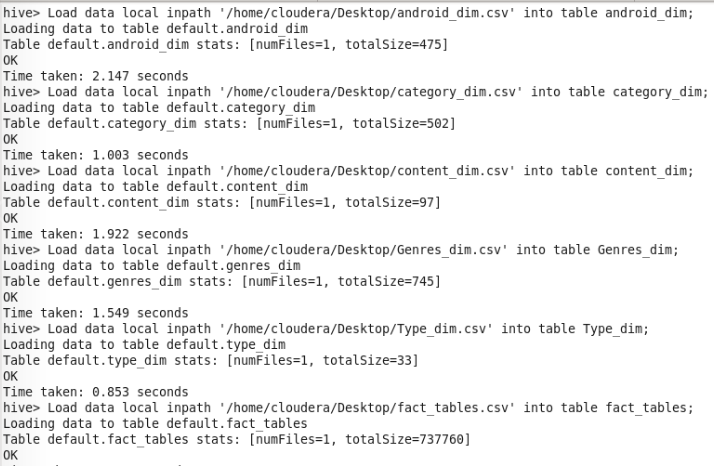 hive> Load data local inpath '/home/cloudera/Desktop/android_dim.csv' into table android_dim;
Loading data to table default.android_dim
Table default.android_dim stats: [numFiles=1, totalSize=475]
OK
Time taken: 2.147 seconds
hive> Load data local inpath '/home/cloudera/Desktop/category_dim.csv' into table category_dim;
Loading data to table default.category_dim
Table default.category_dim stats: [numFiles=1, totalSize=502]
OK
Time taken: 1.003 seconds
hive> Load data local inpath '/home/cloudera/Desktop/content_dim.csv' into table content_dim;
Loading data to table default.content_dim
Table default.content_dim stats: [numFiles=1, totalSize=97]
OK
Time taken: 1.922 seconds
hive> Load data local inpath '/home/cloudera/Desktop/Genres_dim.csv' into table Genres_dim;
Loading data to table default.genres_dim
Table default.genres_dim stats: [numFiles=1, totalSize=745]
OK
Time taken: 1.549 seconds
hive> Load data local inpath '/home/cloudera/Desktop/Type_dim.csv' into table Type_dim;
Loading data to table default.type_dim
Table default.type_dim stats: [numFiles=1, totalSize=33]
OK
Time taken: 0.853 seconds
hive> Load data local inpath '/home/cloudera/Desktop/fact_tables.csv' into table fact_tables;
Loading data to table default.fact_tables
Table default.fact_tables stats: [numFiles=1, totalSize=737760]
OK